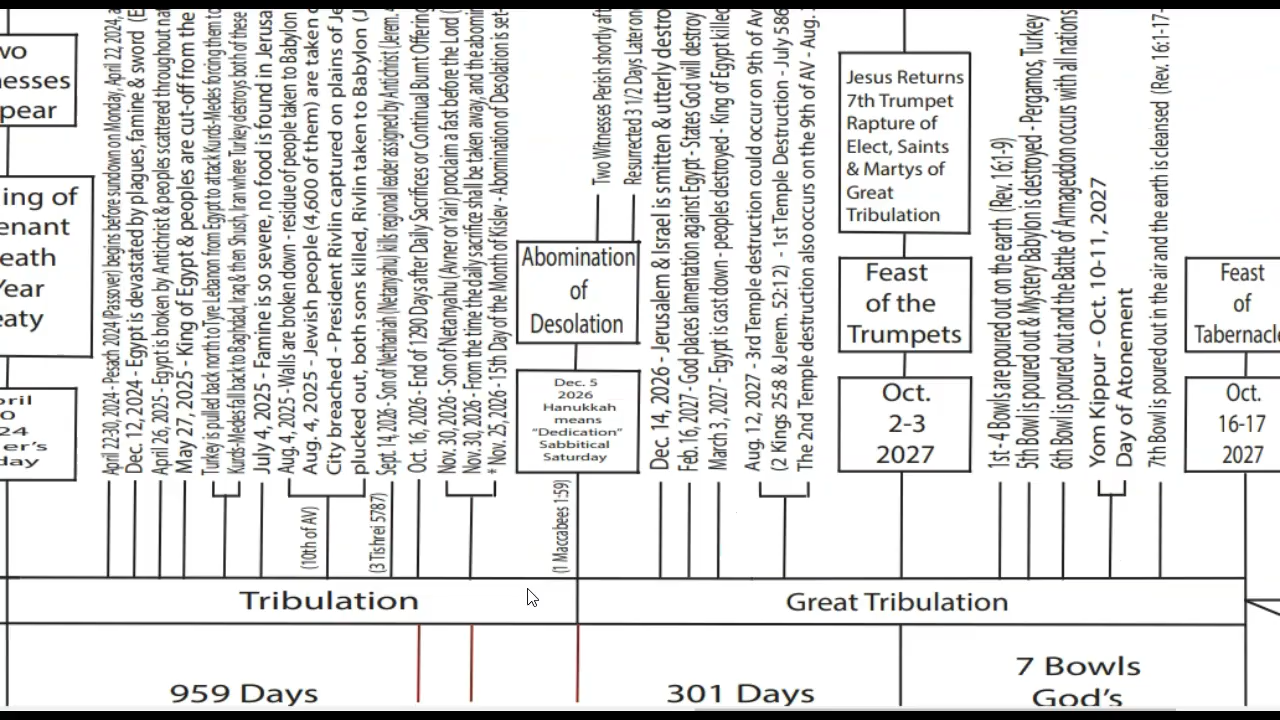 wo
esses
pear
ing of
enant
eath
Year
eaty
pril
0
24
er's
day
April 22-30, 2024 - Pesach 2024 (Passover) begins before sundown on Monday, April 22, 2024, a
Dec. 12, 2024 - Egypt is devastated by plagues, famine & sword (E
April 26, 2025 - Egypt is broken by Antichrist & peoples scattered throughout nat
May 27, 2025 - King of Egypt & peoples are cut-off from the
Turkey is pulled back north to Tyre Lebanon from Egypt to attack Kurds-Medes forcing them to
Kurds-Medes fall back to Baghdad, Iraq & then Shush, Iran where Turkey destroys both of these
July 4, 2025 - Famine is so severe, no food is found in Jerusa
Aug. 4, 2025 - Walls are broken down - residue of people taken to Babylon
Aug. 4, 2025 - Jewish people (4,600 of them) are taken c
City breached - President Rivlin captured on plains of Je
plucked out, both sons killed, Rivlin taken to Babylon (J
(10th of AV)
(3 Tishrei 5787)
Sept. 14, 2026 - Son of Nethaniah (Netanyahu) kills regional leader assigned by Antichrist (Jerem. 4
Oct. 16, 2026 - End of 1290 Days after Daily Sacrifices or Continual Burnt Offering
Nov. 30, 2026 - Son of Netanyahu (Avner or Yair) proclaim a fast before the Lord (
Nov. 30, 2026 - From the time the daily sacrifice shall be taken away, and the abomin
* Nov. 25, 2026 - 15th Day of the Month of Kislev - Abomination of Desolation is set-
Abomination
of
Desolation
Dec. 5
2026
Hanukkah
means
"Dedication"
Sabbitical
Saturday
(1 Maccabees 1:59)
Two Witnesses Perish shortly aft
Resurrected 3 1/2 Days Later on
Dec. 14, 2026 - Jerusalem & Israel is smitten & utterly destro
Feb. 16, 2027 - God places lamentation against Egypt - States God will destroy
March 3, 2027 - Egypt is cast down - peoples destroyed - King of Egypt killed
Aug. 12, 2027 - 3rd Temple destruction could occur on 9th of Av
(2 Kings 25:8 & Jerem. 52:12) - 1st Temple Destruction - July 586
The 2nd Temple destruction also occurs on the 9th of AV - Aug.
Jesus Returns
7th Trumpet
Rapture of
Elect, Saints
& Martys of
Great
Tribulation
Feast
of the
Trumpets
Oct.
2-3
2027
1st - 4 Bowls are poured out on the earth (Rev. 16:1-9)
5th Bowl is poured out & Mystery Babylon is destroyed - Pergamos, Turkey
6th Bowl is poured out and the Battle of Armageddon occurs with all nations
Yom Kippur - Oct. 10-11, 2027
Day of Atonement
7th Bowl is poured out in the air and the earth is cleansed (Rev. 16:1-17-
Feast
of
Tabernacle
Oct.
16-17
2027
Tribulation
Great Tribulation
959 Days
301 Days
7 Bowls
God's